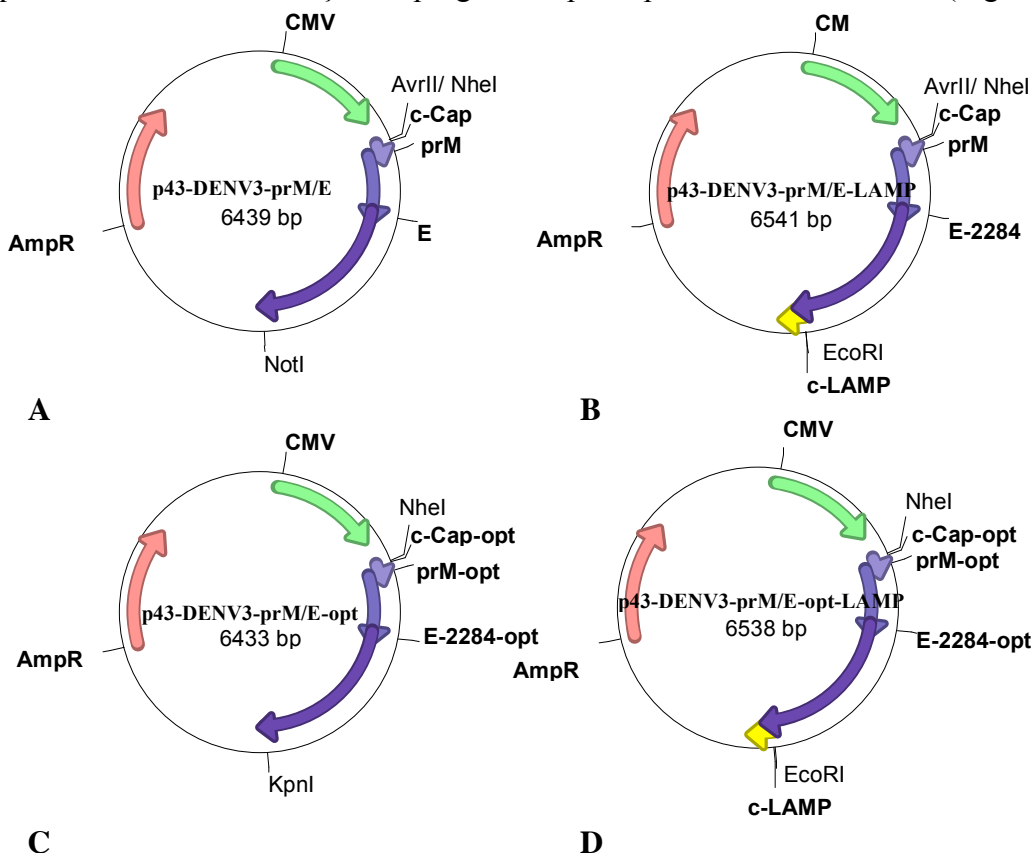 CMV
AvrII/ NheI
c-Cap
prM
p43-DENV3-prM/E
6439 bp
E
AmpR
NotI
A
CM
AvrII/ NheI
c-Cap
prM
p43-DENV3-prM/E-LAMP
6541 bp
E-2284
AmpR
EcoRI
c-LAMP
B
CMV
NheI
c-Cap-opt
prM-opt
p43-DENV3-prM/E-opt
6433 bp
E-2284-opt
AmpR
KpnI
C
CMV
NheI
c-Cap-opt
prM-opt
p43-DENV3-prM/E-opt-LAMP
6538 bp
E-2284-opt
AmpR
EcoRI
c-LAMP
D